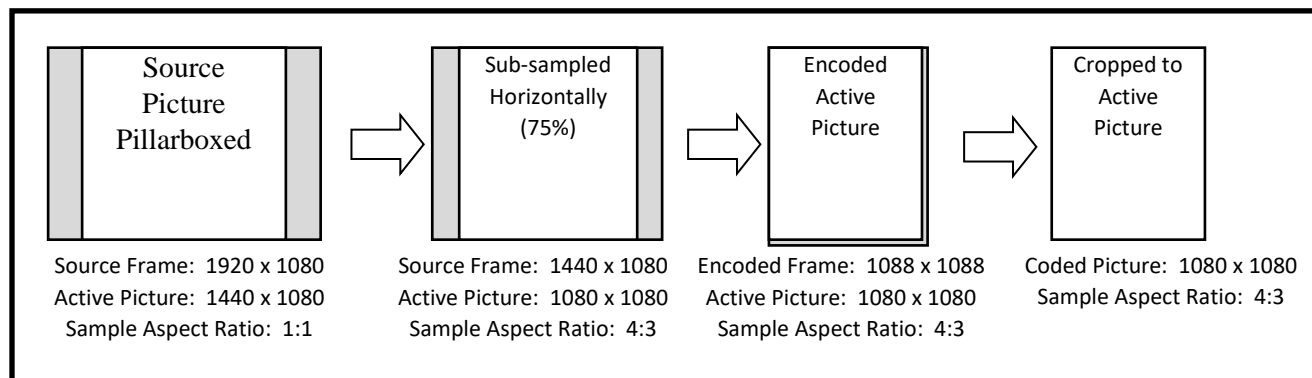 Source
Picture
Pillarboxed
Sub-sampled
Horizontally
(75%)
Encoded
Active
Picture
Cropped to
Active
Picture
Source Frame: 1920 x 1080
Active Picture: 1440 x 1080
Sample Aspect Ratio: 1:1
Source Frame: 1440 x 1080
Active Picture: 1080 x 1080
Sample Aspect Ratio: 4:3
Encoded Frame: 1088 x 1088
Active Picture: 1080 x 1080
Sample Aspect Ratio: 4:3
Coded Picture: 1080 x 1080
Sample Aspect Ratio: 4:3